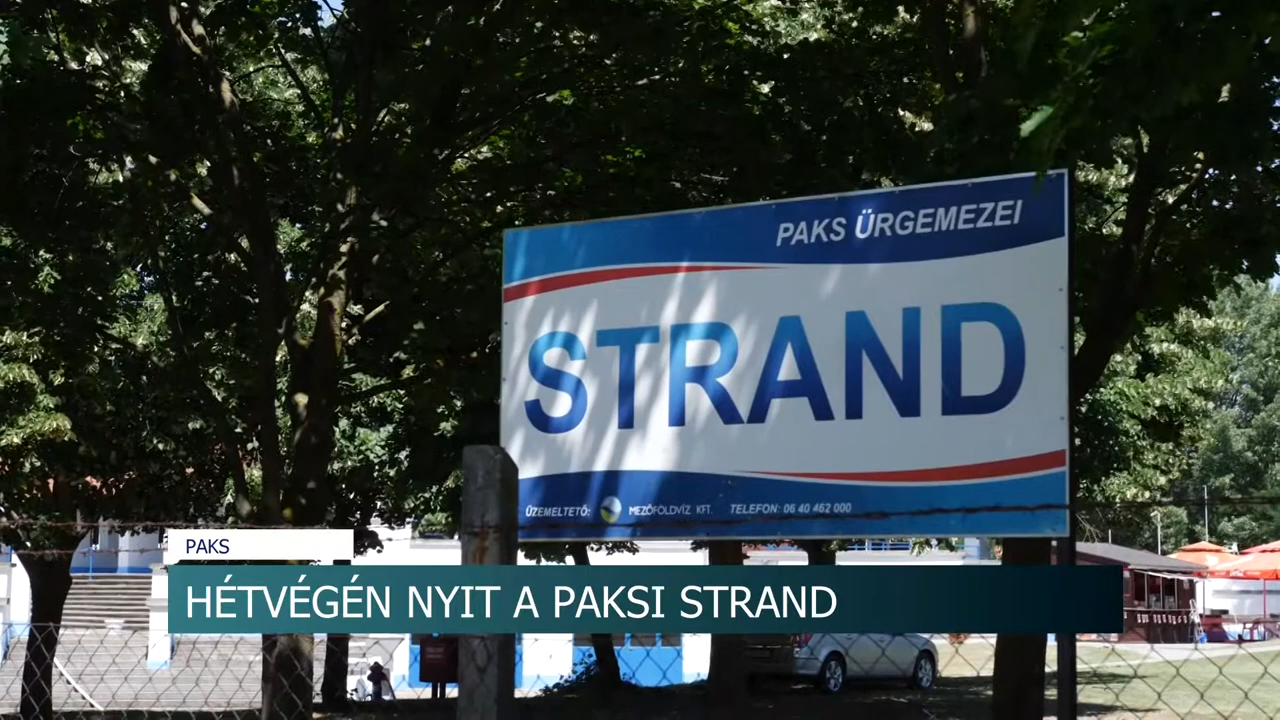 PAKS ÜRGEMEZEI
STRAND
ÜZEMELTETŐ: MEZŐFÖLDVÍZ KFT. TELEFON: 06 40 462 000
PAKS
HÉTVÉGÉN NYIT A PAKSI STRAND